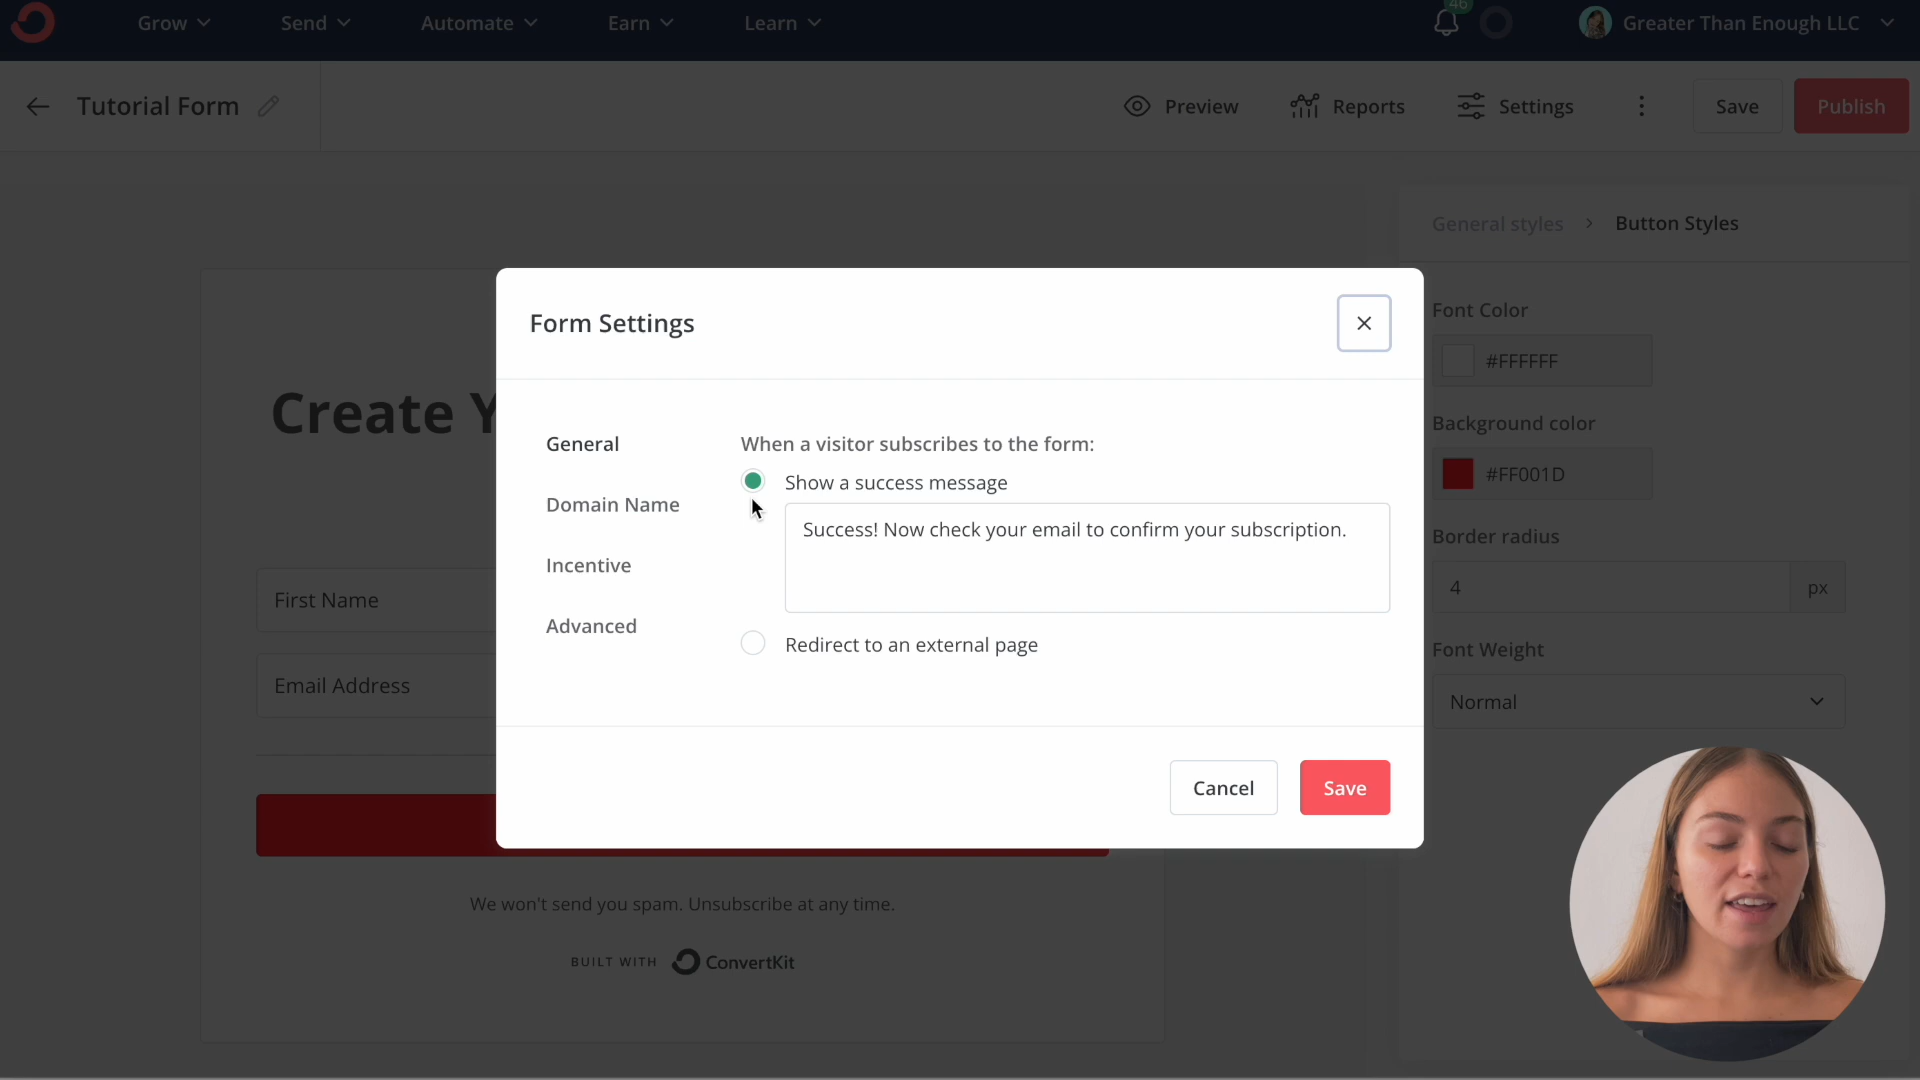 Grow
Send
Automate
Earn
Learn
46
Greater Than Enough LLC
Tutorial Form
Preview
Reports
Settings
Save
Publish
General styles > Button Styles
Form Settings
Font Color
#FFFFFF
Create Y
Background color
General
When a visitor subscribes to the form:
#FF001D
Show a success message
Domain Name
Success! Now check your email to confirm your subscription.
Border radius
Incentive
4
px
First Name
Advanced
Redirect to an external page
Font Weight
Email Address
Normal
Cancel
Save
We won't send you spam. Unsubscribe at any time.
BUILT WITH ConvertKit